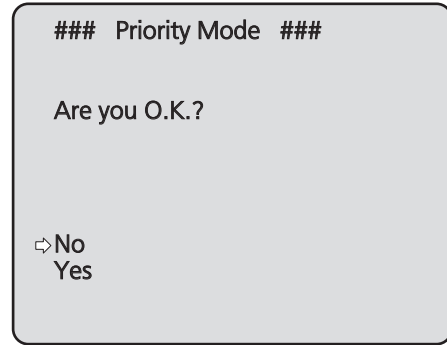 ### Priority Mode ###
Are you O.K.?
⇨No
Yes